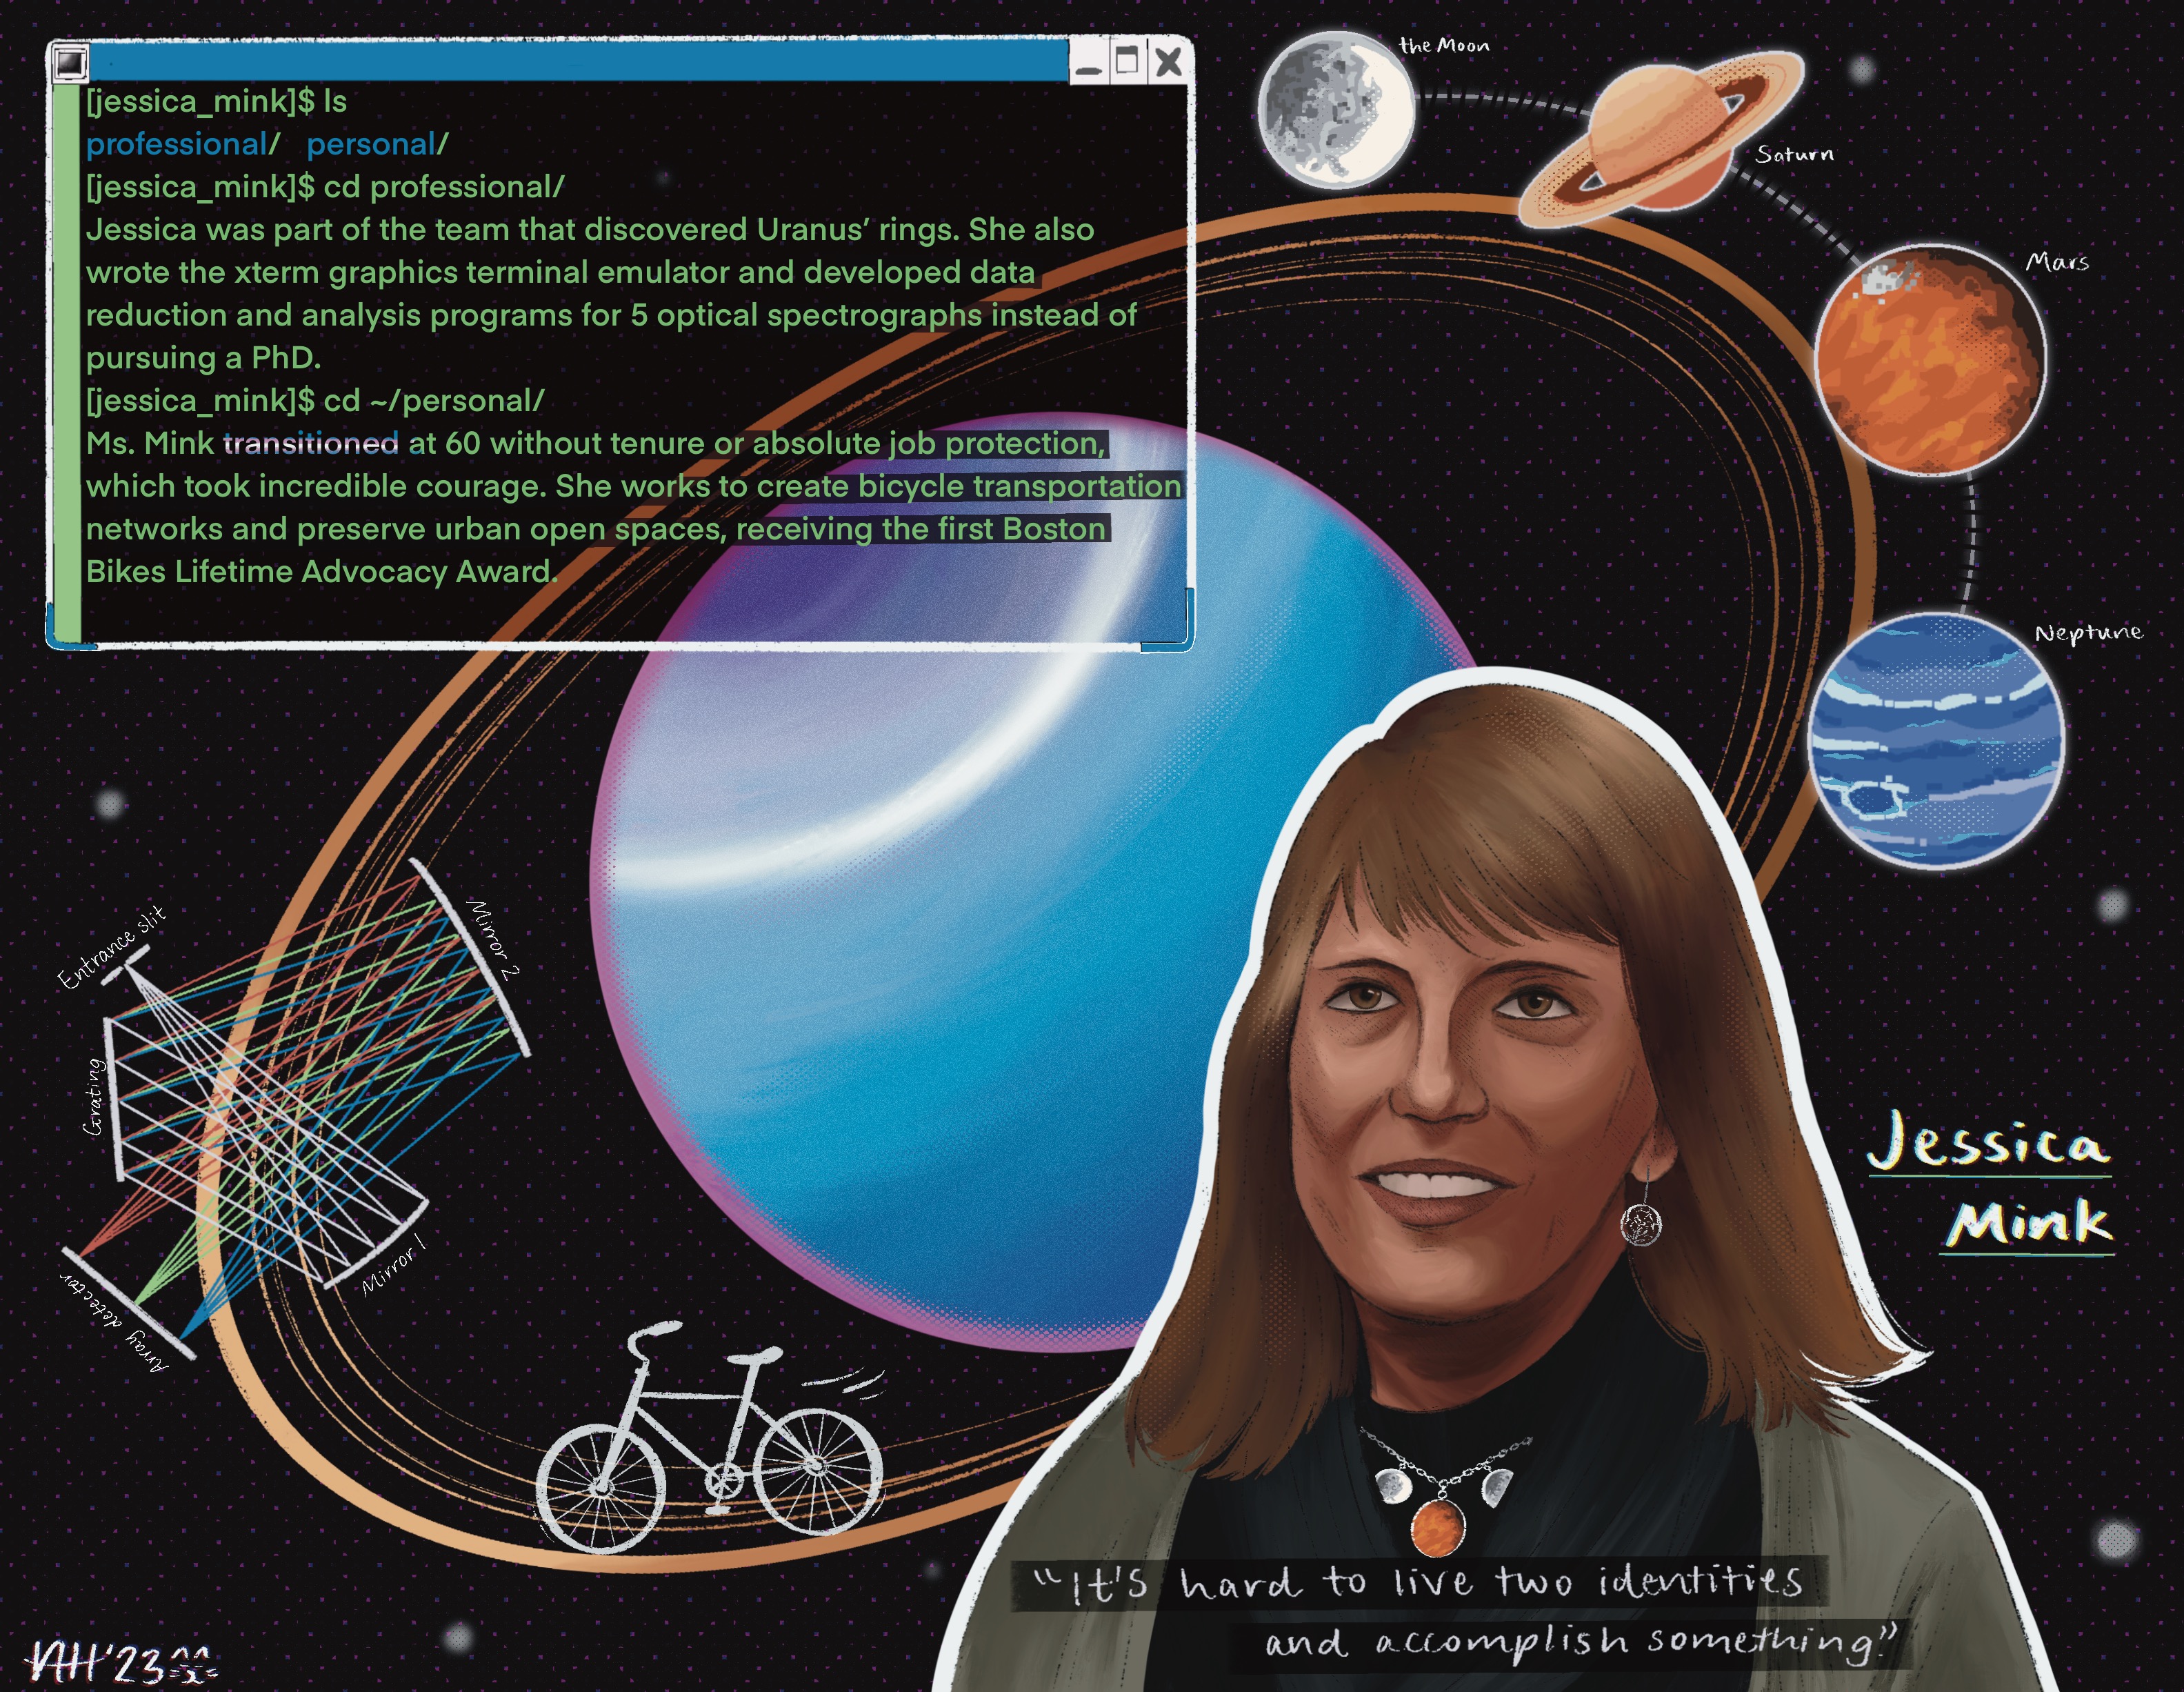 [jessica_mink]$ ls
professional/ personal/
[jessica_mink]$ cd professional/
Jessica was part of the team that discovered Uranus’ rings. She also
wrote the xterm graphics terminal emulator and developed data
reduction and analysis programs for 5 optical spectrographs instead of
pursuing a PhD.
[jessica_mink]$ cd ~/personal/
Ms. Mink transitioned at 60 without tenure or absolute job protection,
which took incredible courage. She works to create bicycle transportation
networks and preserve urban open spaces, receiving the first Boston
Bikes Lifetime Advocacy Award.
the Moon
Saturn
Mars
Neptune
Entrance slit
Mirror 2
Grating
Mirror 1
Array detector
Jessica
Mink
“It's hard to live two identities
and accomplish something”
NH'23